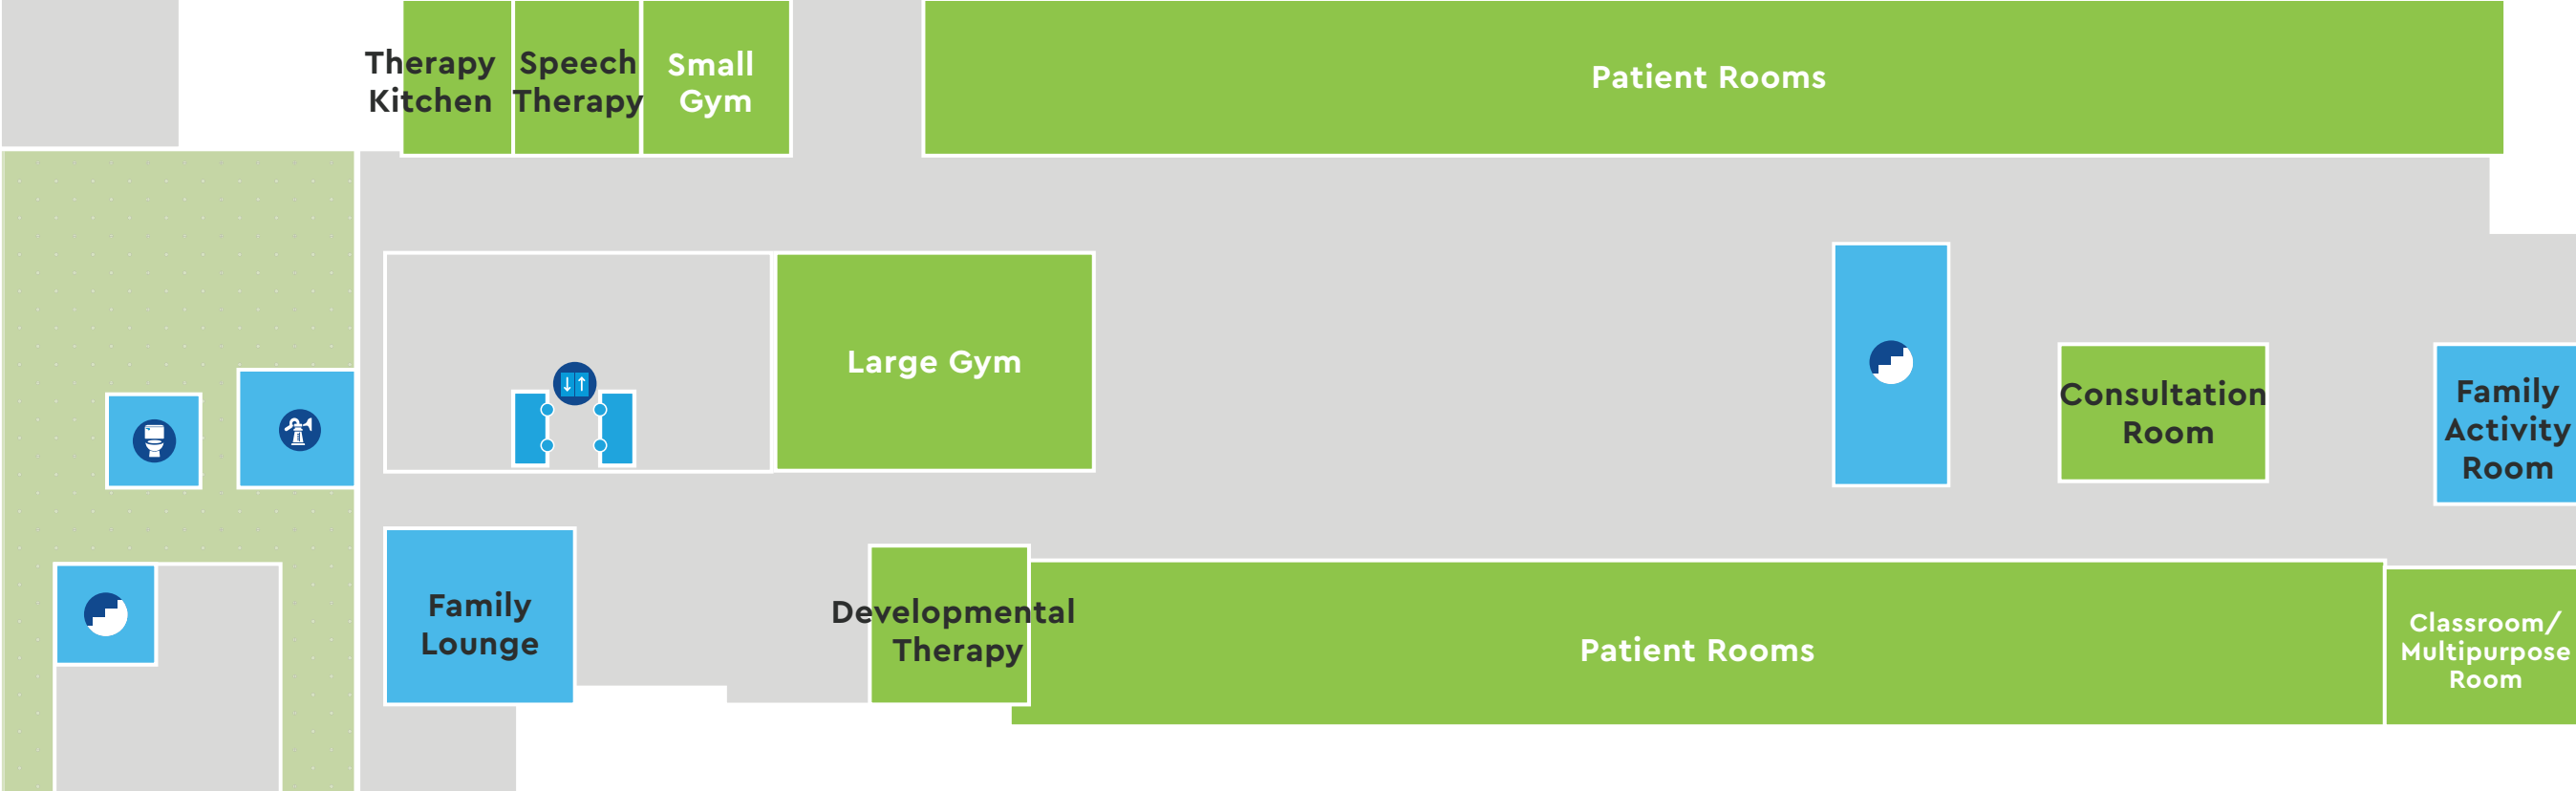 Therapy
Kitchen
Speech
Therapy
Small
Gym
Patient Rooms
Large Gym
Consultation
Room
Family
Activity
Room
Family
Lounge
Developmental
Therapy
Patient Rooms
Classroom/
Multipurpose
Room